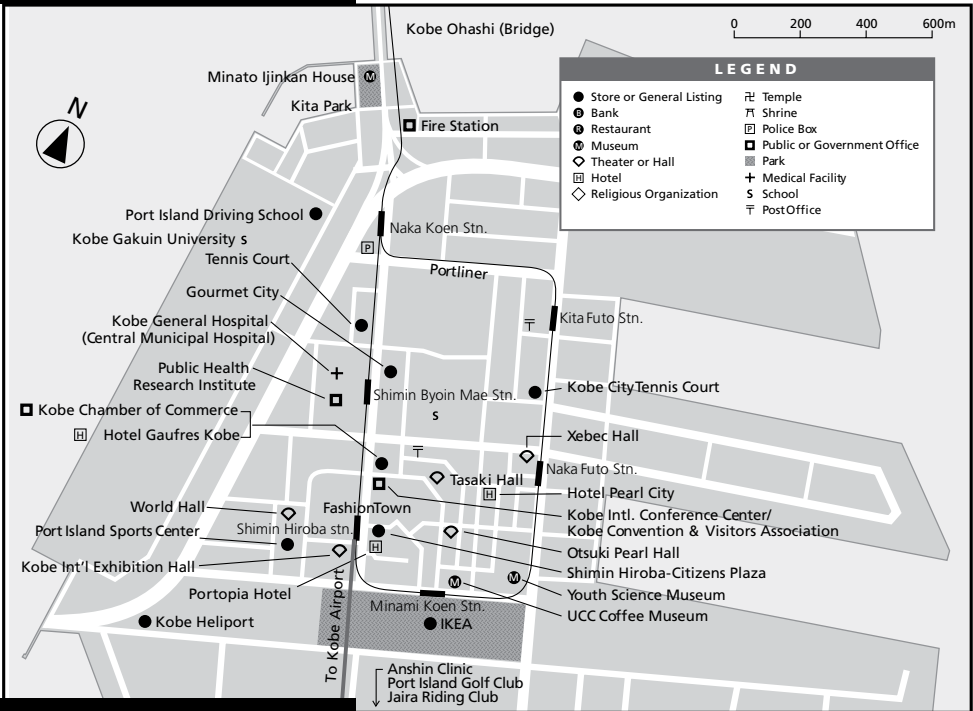 Kobe Ohashi (Bridge)
0 200 400 600m
LEGEND
Store or General Listing
B Bank
R Restaurant
M Museum
Theater or Hall
H Hotel
Religious Organization
卍 Temple
Shrine
P Police Box
Public or Government Office
Park
Medical Facility
S School
〒 Post Office
N
Minato Ijinkan House M
Kita Park
Fire Station
Port Island Driving School
Naka Koen Stn.
Kobe Gakuin University S
P
Tennis Court
Portliner
Gourmet City
Kobe General Hospital
(Central Municipal Hospital)
〒
Kita Futo Stn.
Public Health
Research Institute
Shimin Byoin Mae Stn.
Kobe City Tennis Court
Kobe Chamber of Commerce
S
H Hotel Gaufres Kobe
Xebec Hall
〒
Naka Futo Stn.
Tasaki Hall
H
Hotel Pearl City
World Hall
Fashion Town
Kobe Intl. Conference Center/
Kobe Convention & Visitors Association
Port Island Sports Center
Shimin Hiroba stn.
H
Otsuki Pearl Hall
Kobe Int'l Exhibition Hall
Shimin Hiroba-Citizens Plaza
M
M
Portopia Hotel
Youth Science Museum
Minami Koen Stn.
UCC Coffee Museum
Kobe Heliport
IKEA
To Kobe Airport
Anshin Clinic
Port Island Golf Club
Jaira Riding Club